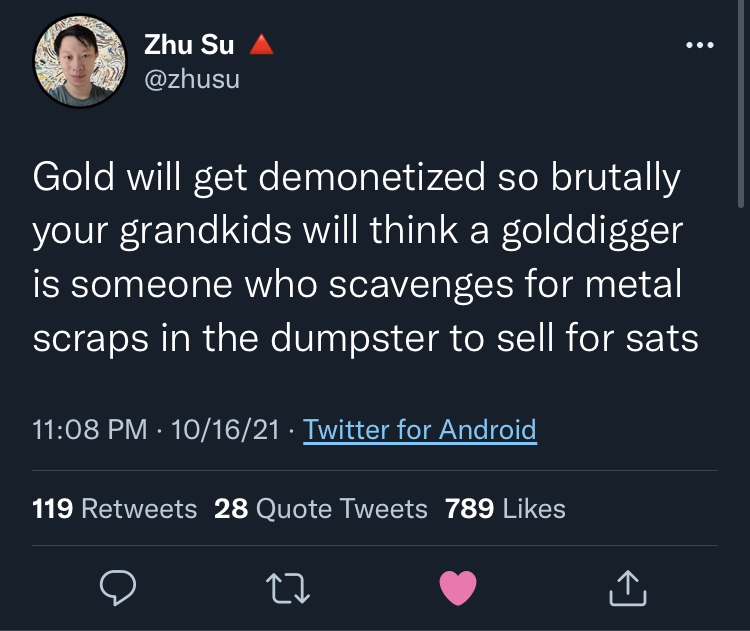 Zhu Su 🔺
@zhusu
Gold will get demonetized so brutally
your grandkids will think a golddigger
is someone who scavenges for metal
scraps in the dumpster to sell for sats
11:08 PM · 10/16/21 · Twitter for Android
119 Retweets 28 Quote Tweets 789 Likes